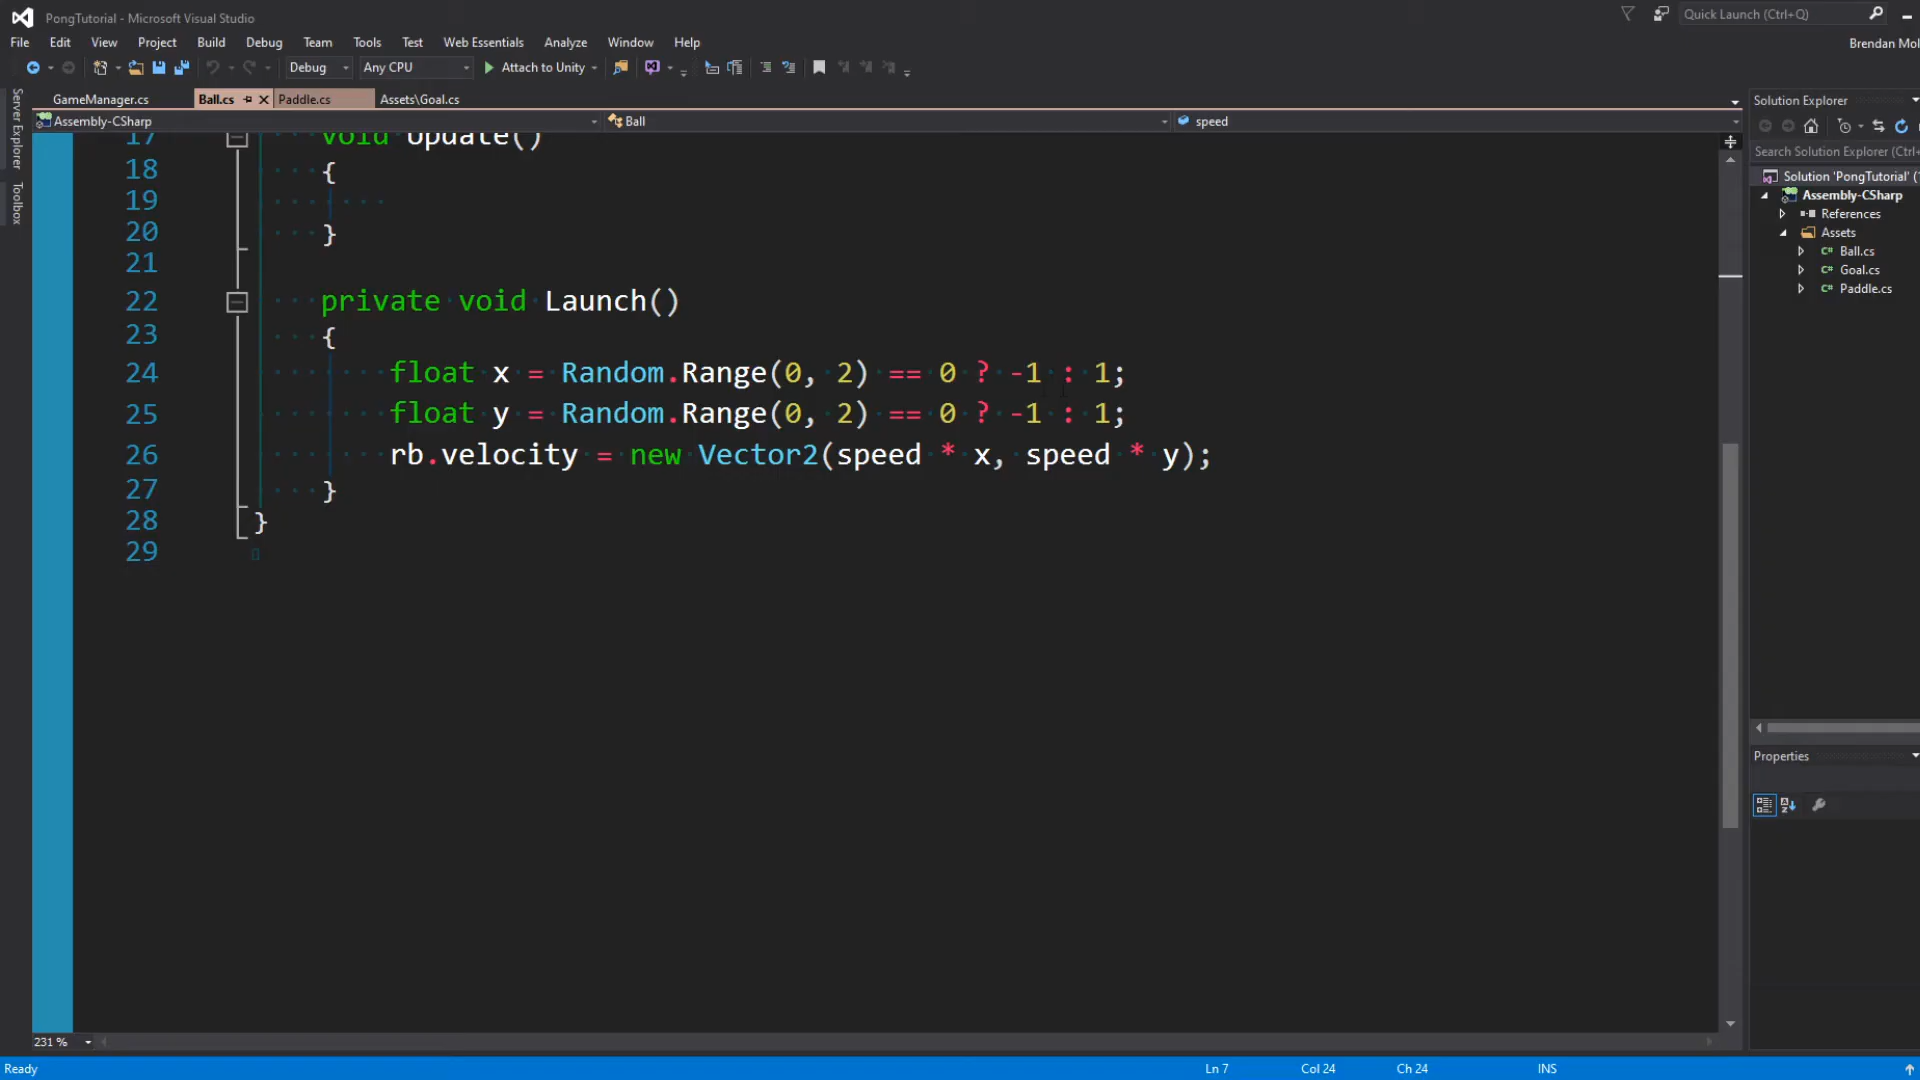 PongTutorial - Microsoft Visual Studio
Quick Launch (Ctrl+Q)
File Edit View Project Build Debug Team Tools Test Web Essentials Analyze Window Help
Brendan Mol
Debug Any CPU Attach to Unity
GameManager.cs Ball.cs Paddle.cs Assets\Goal.cs
Assembly-CSharp Ball speed
Server Explorer
Toolbox
17 void Update()
18 {
19
20 }
21
22 private void Launch()
23 {
24 float x = Random.Range(0, 2) == 0 ? -1 : 1;
25 float y = Random.Range(0, 2) == 0 ? -1 : 1;
26 rb.velocity = new Vector2(speed * x, speed * y);
27 }
28 }
29
Solution Explorer
Search Solution Explorer (Ctrl+
Solution 'PongTutorial' (
Assembly-CSharp
References
Assets
C# Ball.cs
C# Goal.cs
C# Paddle.cs
Properties
231 %
Ready Ln 7 Col 24 Ch 24 INS